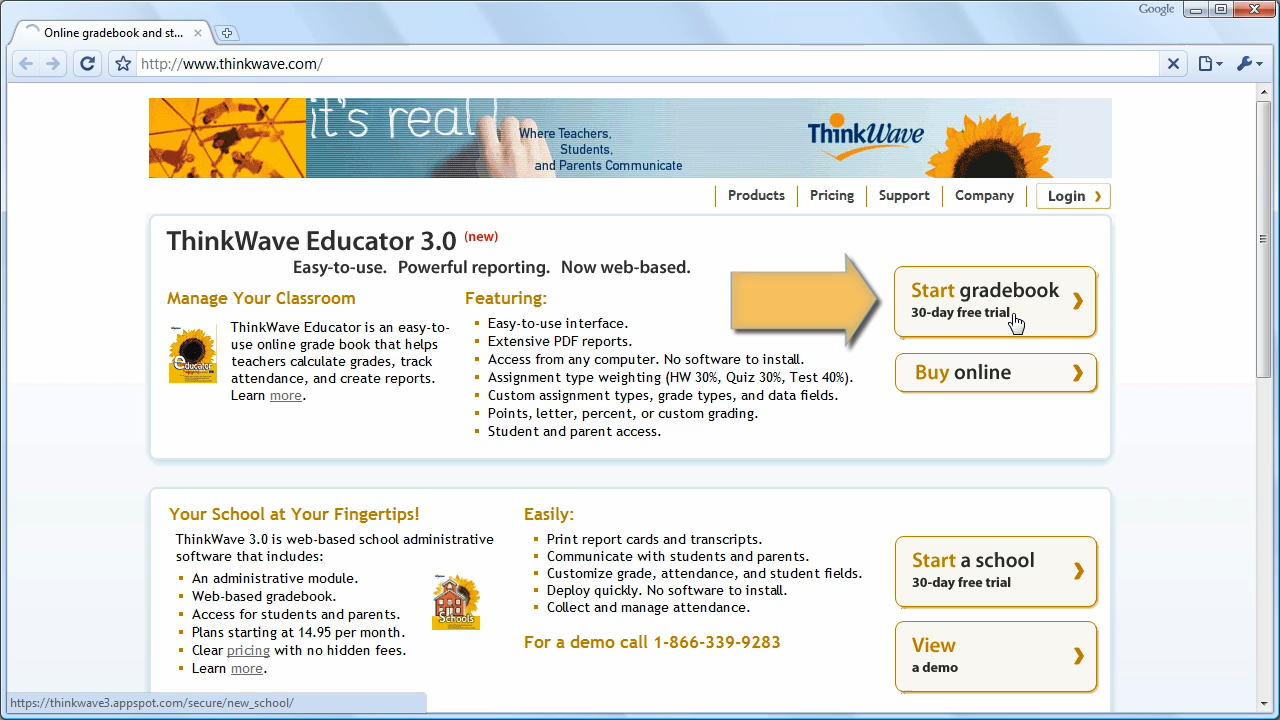 Google
Online gradebook and st...
http://www.thinkwave.com/
it's real
Where Teachers,
Students,
and Parents Communicate
ThinkWave
Products
Pricing
Support
Company
Login
ThinkWave Educator 3.0 (new)
Easy-to-use. Powerful reporting. Now web-based.
Manage Your Classroom
educator
ThinkWave Educator is an easy-to-
use online grade book that helps
teachers calculate grades, track
attendance, and create reports.
Learn more.
Featuring:
Easy-to-use interface.
Extensive PDF reports.
Access from any computer. No software to install.
Assignment type weighting (HW 30%, Quiz 30%, Test 40%).
Custom assignment types, grade types, and data fields.
Points, letter, percent, or custom grading.
Student and parent access.
Start gradebook
30-day free trial
Buy online
Your School at Your Fingertips!
ThinkWave 3.0 is web-based school administrative
software that includes:
An administrative module.
Web-based gradebook.
Access for students and parents.
Plans starting at 14.95 per month.
Clear pricing with no hidden fees.
Learn more.
Schools
Easily:
Print report cards and transcripts.
Communicate with students and parents.
Customize grade, attendance, and student fields.
Deploy quickly. No software to install.
Collect and manage attendance.
For a demo call 1-866-339-9283
Start a school
30-day free trial
View
a demo
https://thinkwave3.appspot.com/secure/new_school/